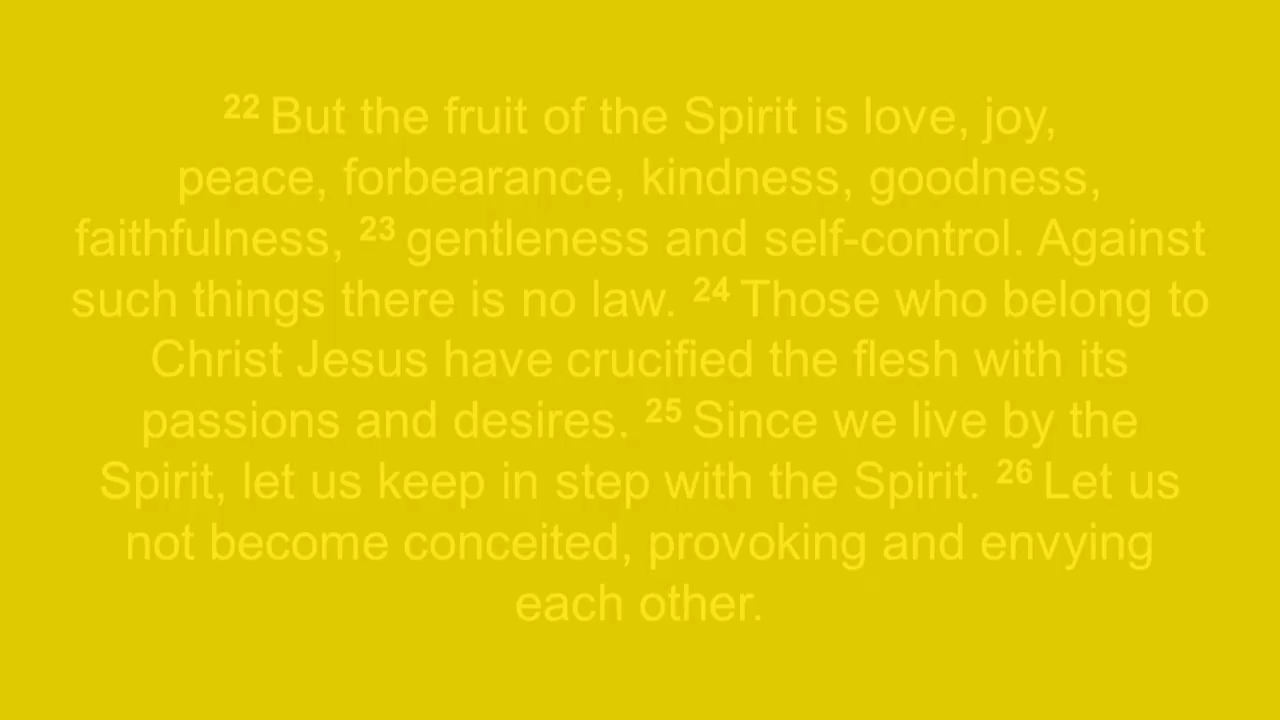 22 But the fruit of the Spirit is love, joy,
peace, forbearance, kindness, goodness,
faithfulness, 23 gentleness and self-control. Against
such things there is no law. 24 Those who belong to
Christ Jesus have crucified the flesh with its
passions and desires. 25 Since we live by the
Spirit, let us keep in step with the Spirit. 26 Let us
not become conceited, provoking and envying
each other.